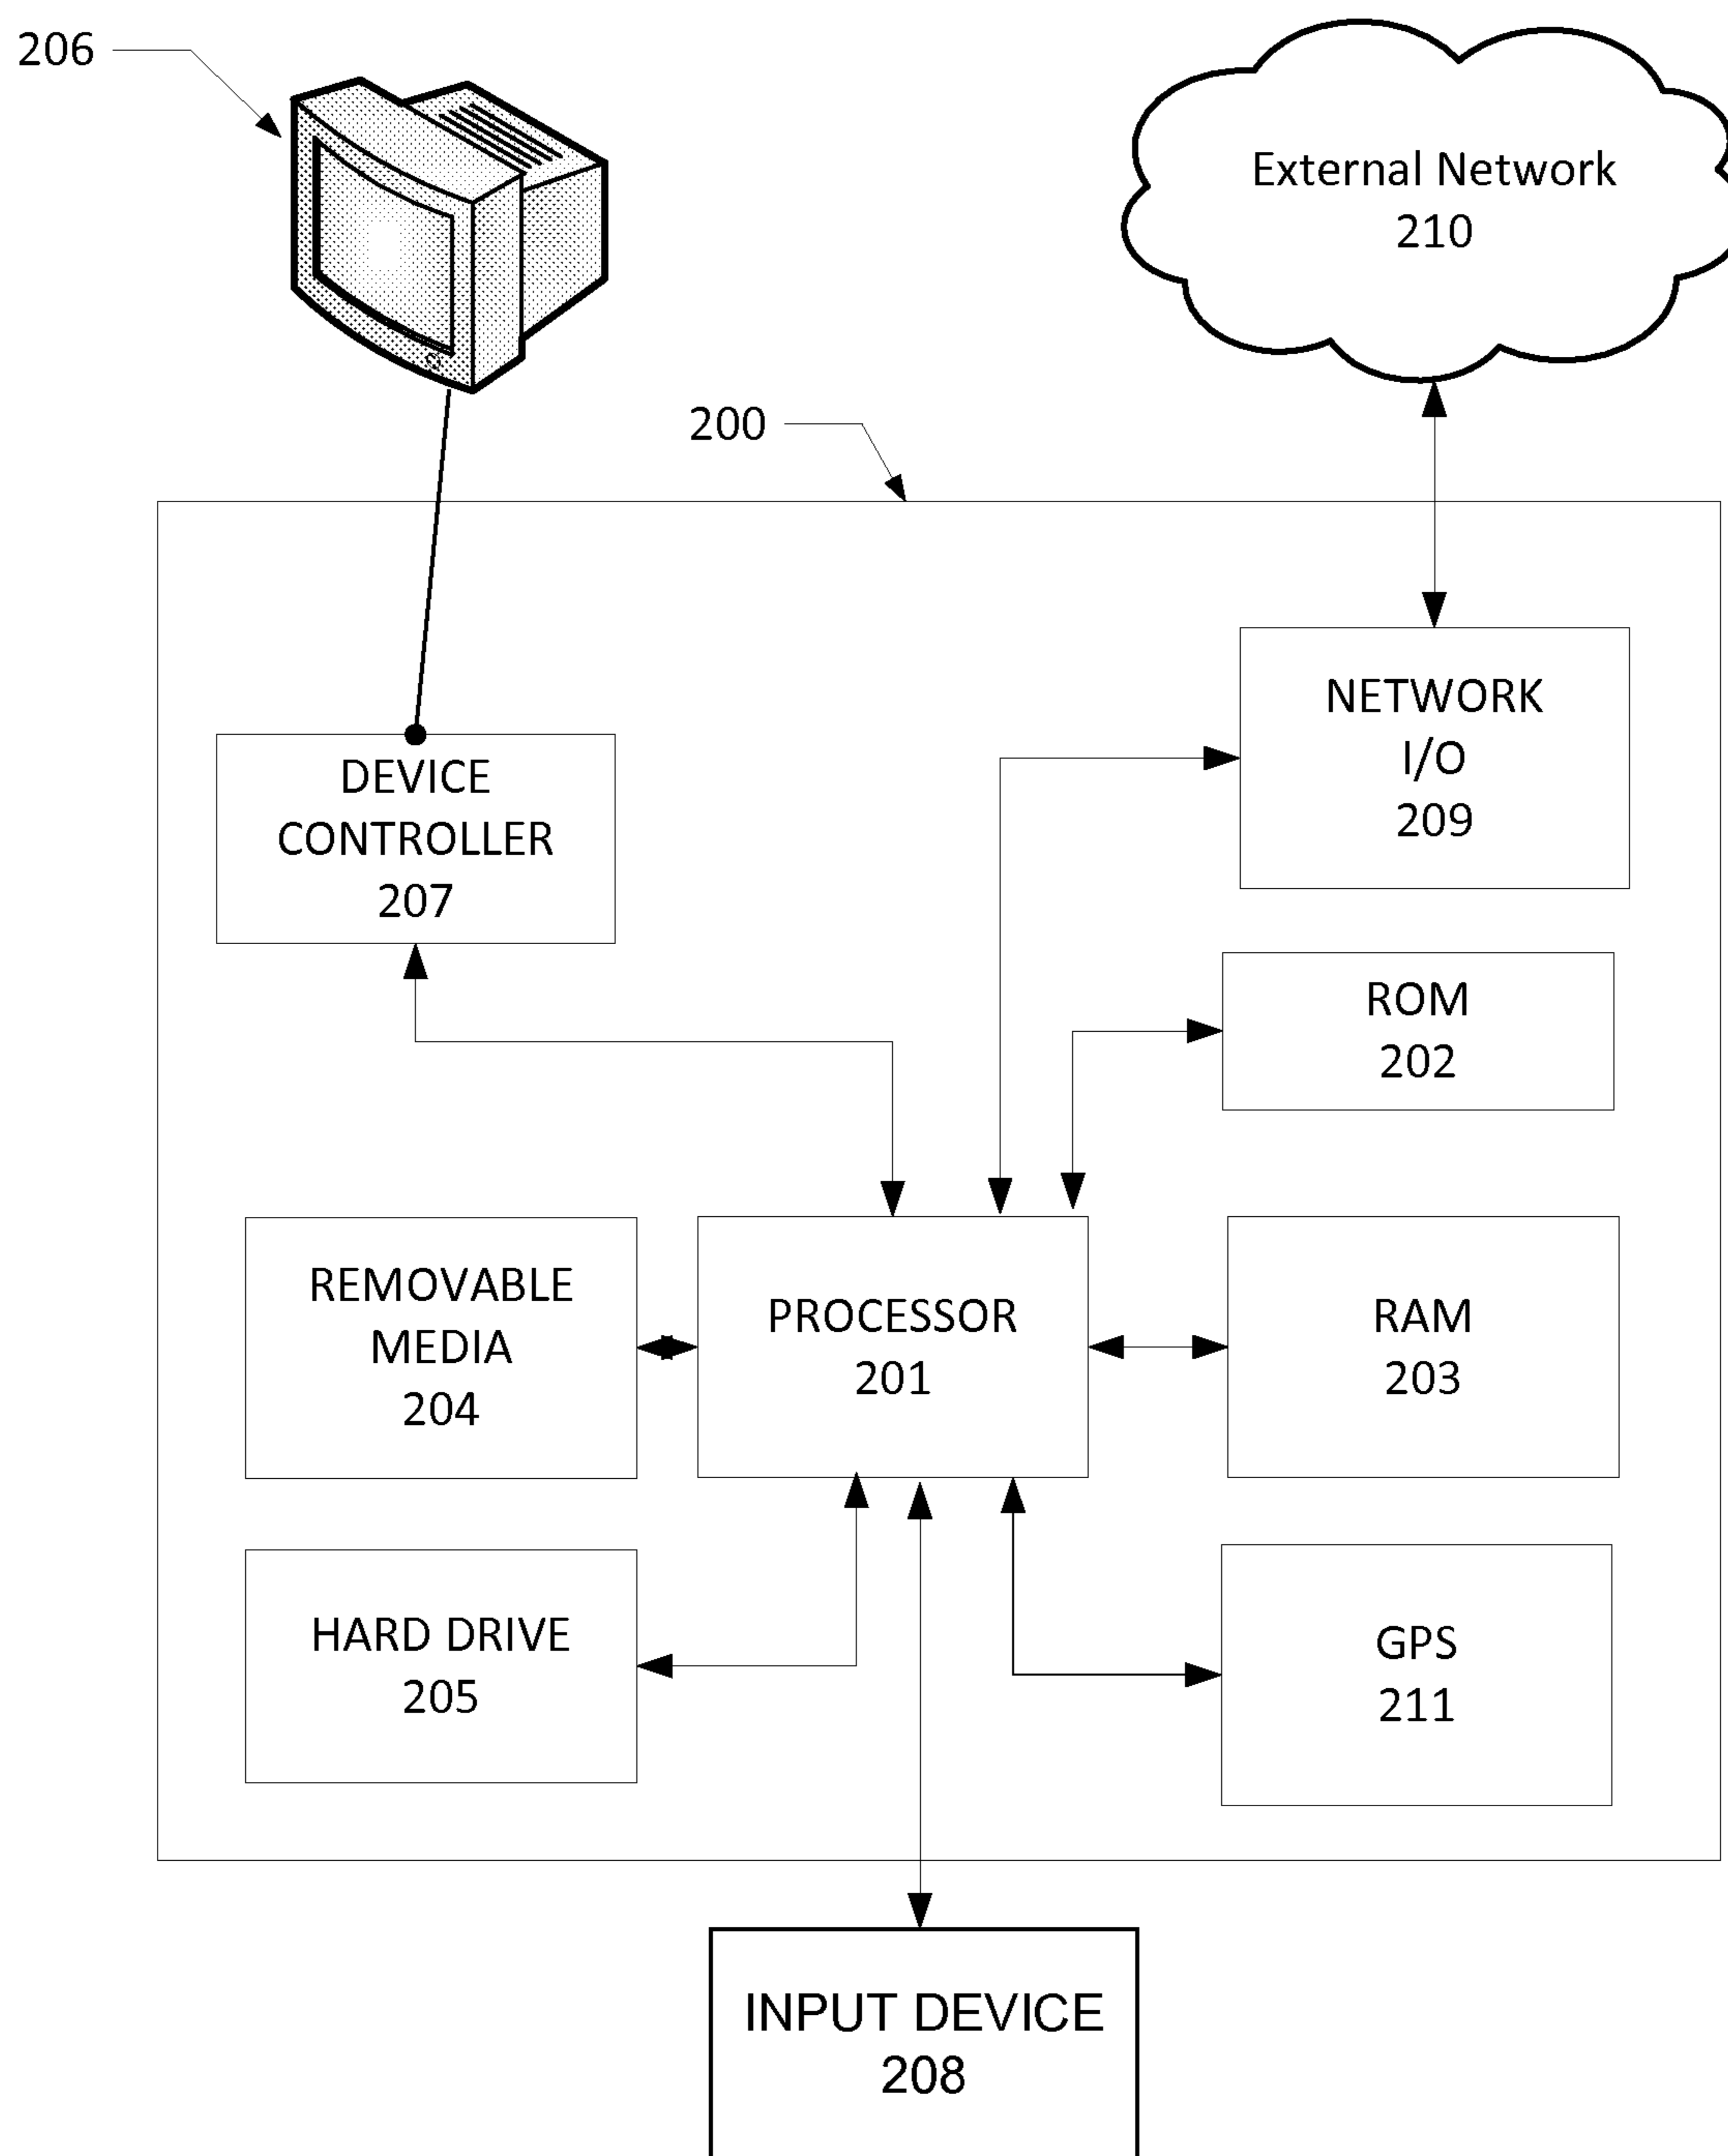 206
External Network
210
200
NETWORK
I/O
209
DEVICE
CONTROLLER
207
ROM
202
REMOVABLE
MEDIA
204
PROCESSOR
201
RAM
203
HARD DRIVE
205
GPS
211
INPUT DEVICE
208